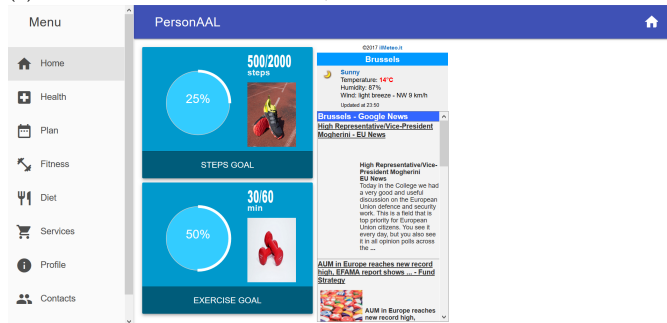 Menu
Home
Health
Plan
Fitness
Diet
Services
Profile
Contacts
PersonAAL
500/2000
steps
25%
STEPS GOAL
30/60
min
50%
EXERCISE GOAL
©2017 ilMeteo.it
Brussels
Sunny
Temperature: 14°C
Humidity: 87%
Wind: light breeze - NW 9 km/h
Updated at 23:50
Brussels - Google News
High Representative/Vice-President
Mogherini - EU News
High Representative/Vice-
President Mogherini
EU News
Today in the College we had
a very good and useful
discussion on the European
Union defence and security
work. This is a field that is
top priority for European
Union citizens. You see it
every day, but you also see
it in all opinion polls across
the ...
AUM in Europe reaches new record
high, EFAMA report shows ... - Fund
Strategy
AUM in Europe reaches
new record high,